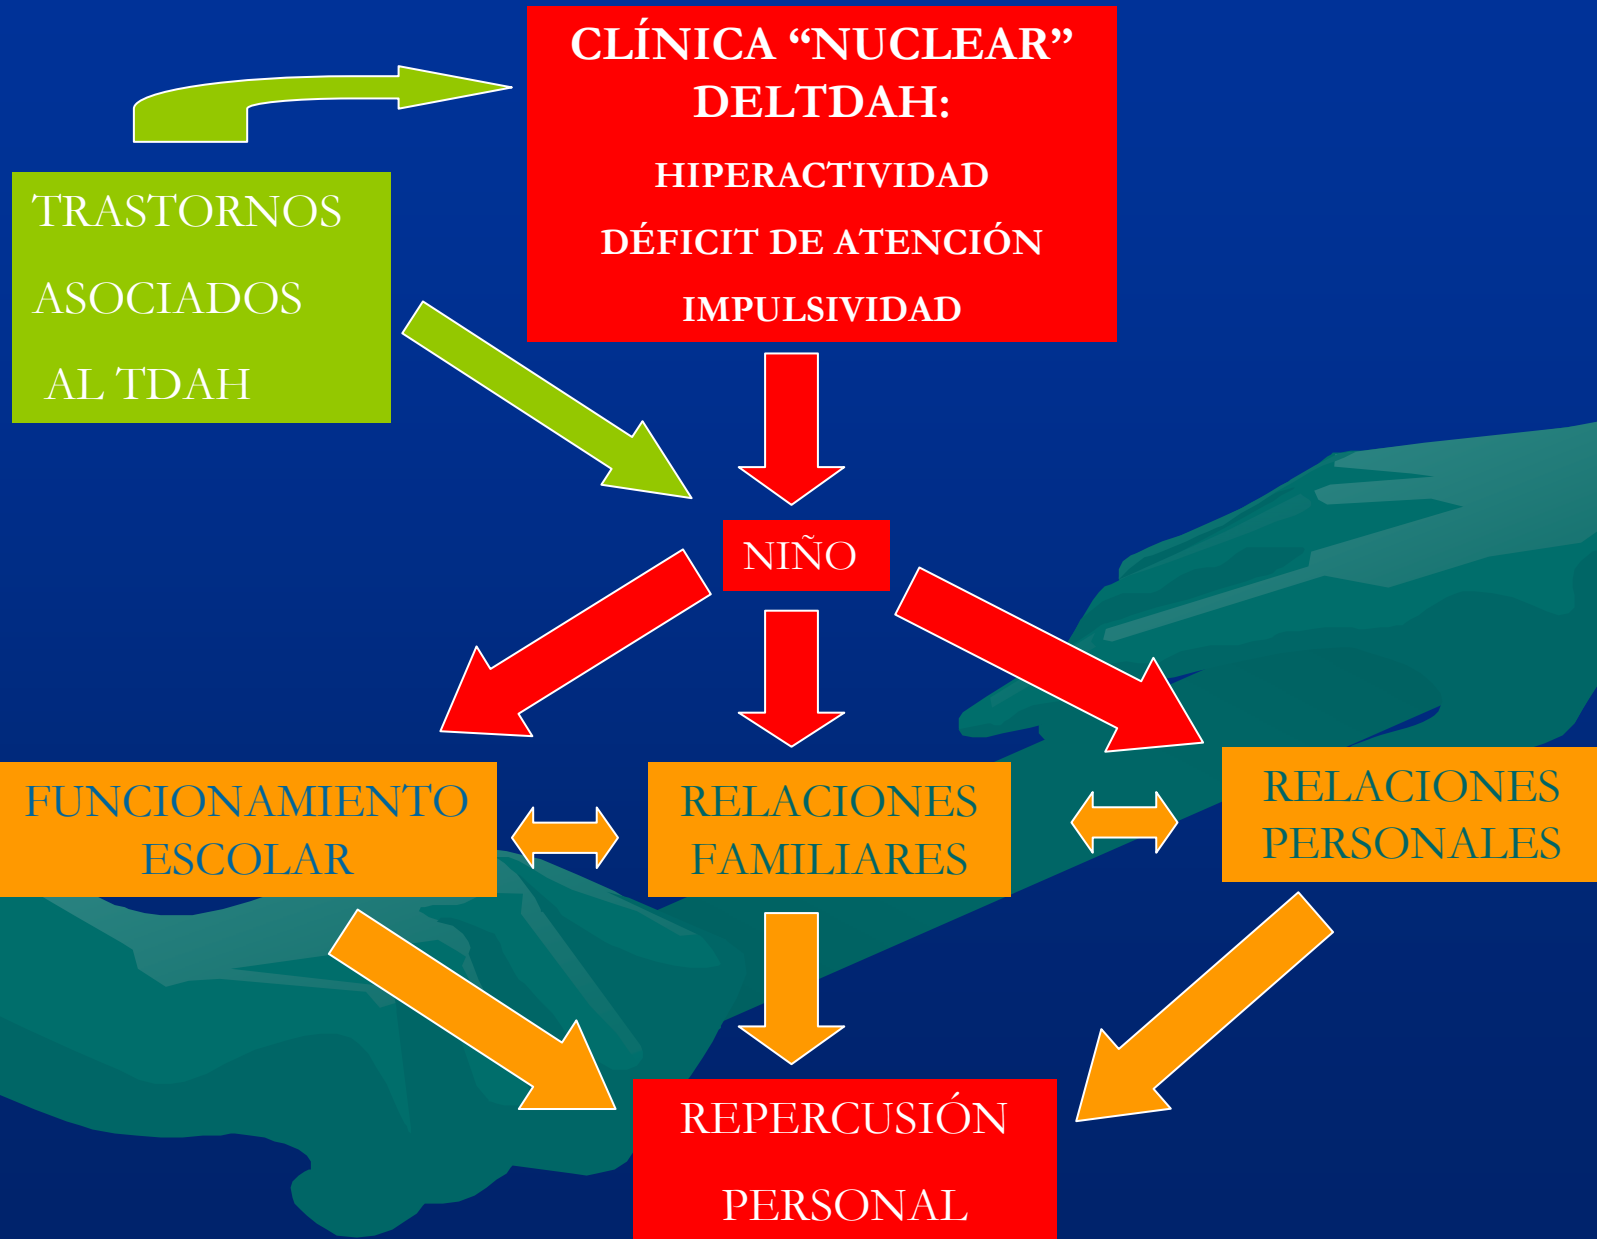 CLÍNICA “NUCLEAR”
DELTDAH:
HIPERACTIVIDAD
DÉFICIT DE ATENCIÓN
IMPULSIVIDAD
TRASTORNOS
ASOCIADOS
AL TDAH
NIÑO
FUNCIONAMIENTO
ESCOLAR
RELACIONES
FAMILIARES
RELACIONES
PERSONALES
REPERCUSIÓN
PERSONAL